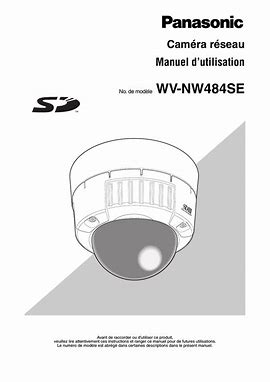 Panasonic
Caméra réseau
Manuel d'utilisation
No. de modèle WV-NW484SE
SD
Avant de raccorder ou d'utiliser ce produit,
veuillez lire attentivement ces instructions et ranger ce manuel pour de futures utilisations.
Le numéro de modèle est abrégé dans certaines descriptions dans le présent manuel.